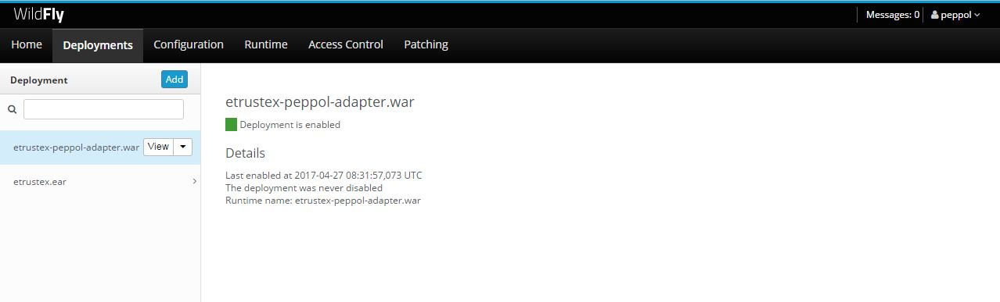 WildFly
Messages: 0
peppol
Home
Deployments
Configuration
Runtime
Access Control
Patching
Deployment
Add
etrustex-peppol-adapter.war
View
etrustex.ear
etrustex-peppol-adapter.war
Deployment is enabled
Details
Last enabled at 2017-04-27 08:31:57,073 UTC
The deployment was never disabled
Runtime name: etrustex-peppol-adapter.war